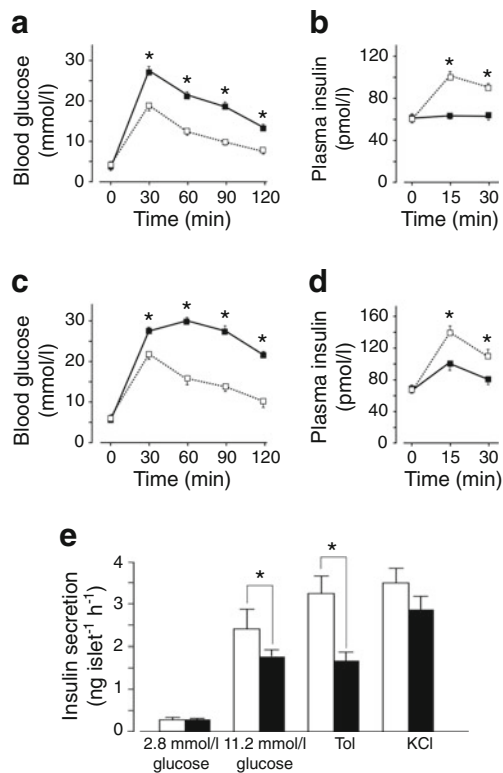 a
Blood glucose
(mmol/l)
30
20
10
0
* * * *
0 30 60 90 120
Time (min)
b
Plasma insulin
(pmol/l)
120
80
40
0
* *
0 15 30
Time (min)
c
Blood glucose
(mmol/l)
30
20
10
0
* * * *
0 30 60 90 120
Time (min)
d
Plasma insulin
(pmol/l)
160
120
80
40
0
* *
0 15 30
Time (min)
e
Insulin secretion
(ng islet⁻¹ h⁻¹)
4
3
2
1
0
* *
2.8 mmol/l
glucose
11.2 mmol/l
glucose
Tol
KCl